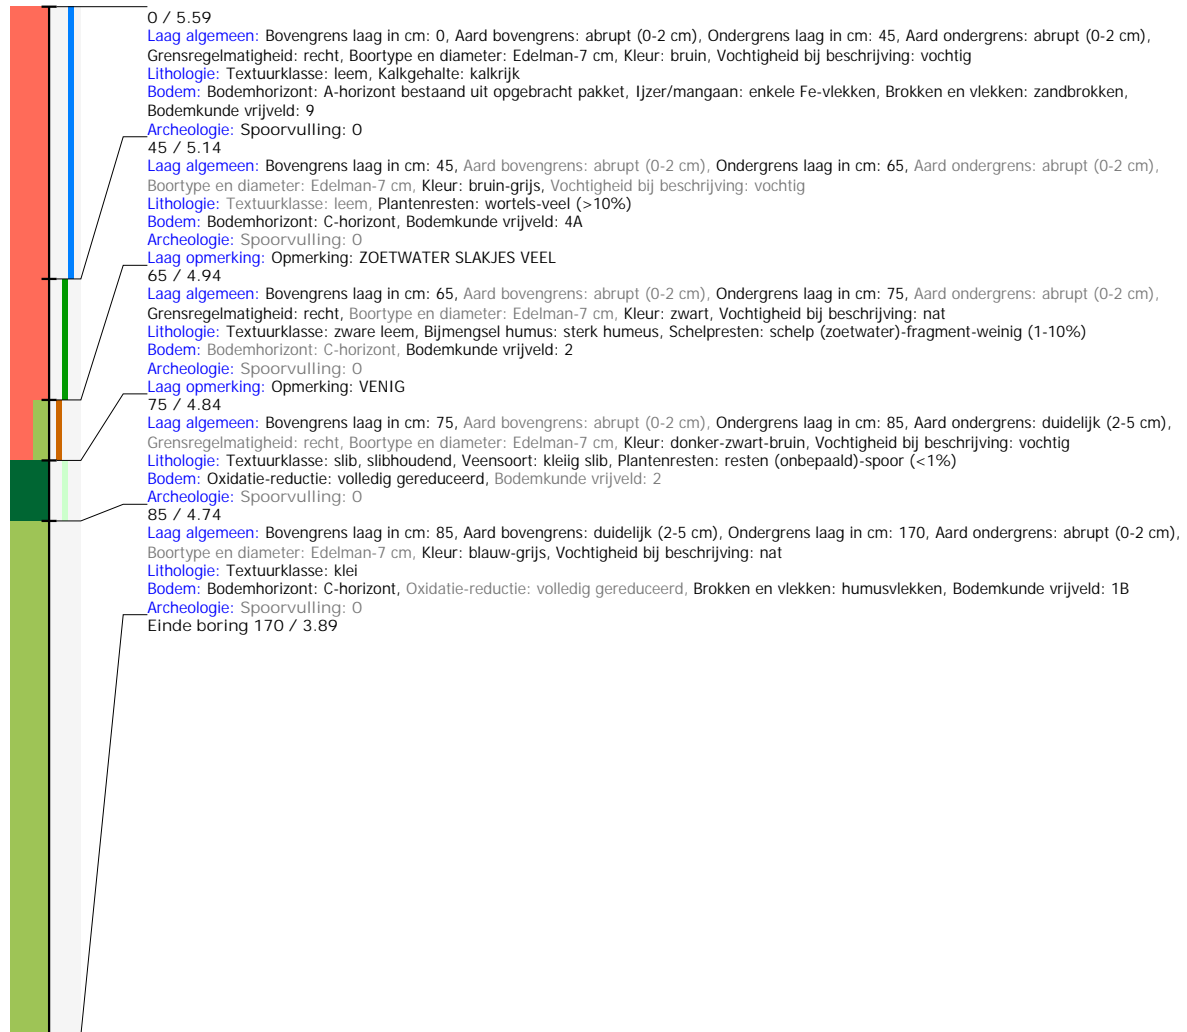 0 / 5.59
Laag algemeen: Bovengrens laag in cm: 0, Aard bovengrens: abrupt (0-2 cm), Ondergrens laag in cm: 45, Aard ondergrens: abrupt (0-2 cm),
Grensregelmatigheid: recht, Boortype en diameter: Edelman-7 cm, Kleur: bruin, Vochtigheid bij beschrijving: vochtig
Lithologie: Textuurklasse: leem, Kalkgehalte: kalkrijk
Bodem: Bodemhorizont: A-horizont bestaand uit opgebracht pakket, Ijzer/mangaan: enkele Fe-vlekken, Brokken en vlekken: zandbrokken,
Bodemkunde vrijveld: 9
Archeologie: Spoorvulling: 0
45 / 5.14
Laag algemeen: Bovengrens laag in cm: 45, Aard bovengrens: abrupt (0-2 cm), Ondergrens laag in cm: 65, Aard ondergrens: abrupt (0-2 cm),
Boortype en diameter: Edelman-7 cm, Kleur: bruin-grijs, Vochtigheid bij beschrijving: vochtig
Lithologie: Textuurklasse: leem, Plantenresten: wortels-veel (>10%)
Bodem: Bodemhorizont: C-horizont, Bodemkunde vrijveld: 4A
Archeologie: Spoorvulling: 0
Laag opmerking: Opmerking: ZOETWATER SLAKJES VEEL
65 / 4.94
Laag algemeen: Bovengrens laag in cm: 65, Aard bovengrens: abrupt (0-2 cm), Ondergrens laag in cm: 75, Aard ondergrens: abrupt (0-2 cm),
Grensregelmatigheid: recht, Boortype en diameter: Edelman-7 cm, Kleur: zwart, Vochtigheid bij beschrijving: nat
Lithologie: Textuurklasse: zware leem, Bijmengsel humus: sterk humeus, Schelpresten: schelp (zoetwater)-fragment-weinig (1-10%)
Bodem: Bodemhorizont: C-horizont, Bodemkunde vrijveld: 2
Archeologie: Spoorvulling: 0
Laag opmerking: Opmerking: VENIG
75 / 4.84
Laag algemeen: Bovengrens laag in cm: 75, Aard bovengrens: abrupt (0-2 cm), Ondergrens laag in cm: 85, Aard ondergrens: duidelijk (2-5 cm),
Grensregelmatigheid: recht, Boortype en diameter: Edelman-7 cm, Kleur: donker-zwart-bruin, Vochtigheid bij beschrijving: vochtig
Lithologie: Textuurklasse: slib, slibhoudend, Veensoort: kleiig slib, Plantenresten: resten (onbepaald)-spoor (<1%)
Bodem: Oxidatie-reductie: volledig gereduceerd, Bodemkunde vrijveld: 2
Archeologie: Spoorvulling: 0
85 / 4.74
Laag algemeen: Bovengrens laag in cm: 85, Aard bovengrens: duidelijk (2-5 cm), Ondergrens laag in cm: 170, Aard ondergrens: abrupt (0-2 cm),
Boortype en diameter: Edelman-7 cm, Kleur: blauw-grijs, Vochtigheid bij beschrijving: nat
Lithologie: Textuurklasse: klei
Bodem: Bodemhorizont: C-horizont, Oxidatie-reductie: volledig gereduceerd, Brokken en vlekken: humusvlekken, Bodemkunde vrijveld: 1B
Archeologie: Spoorvulling: 0
Einde boring 170 / 3.89